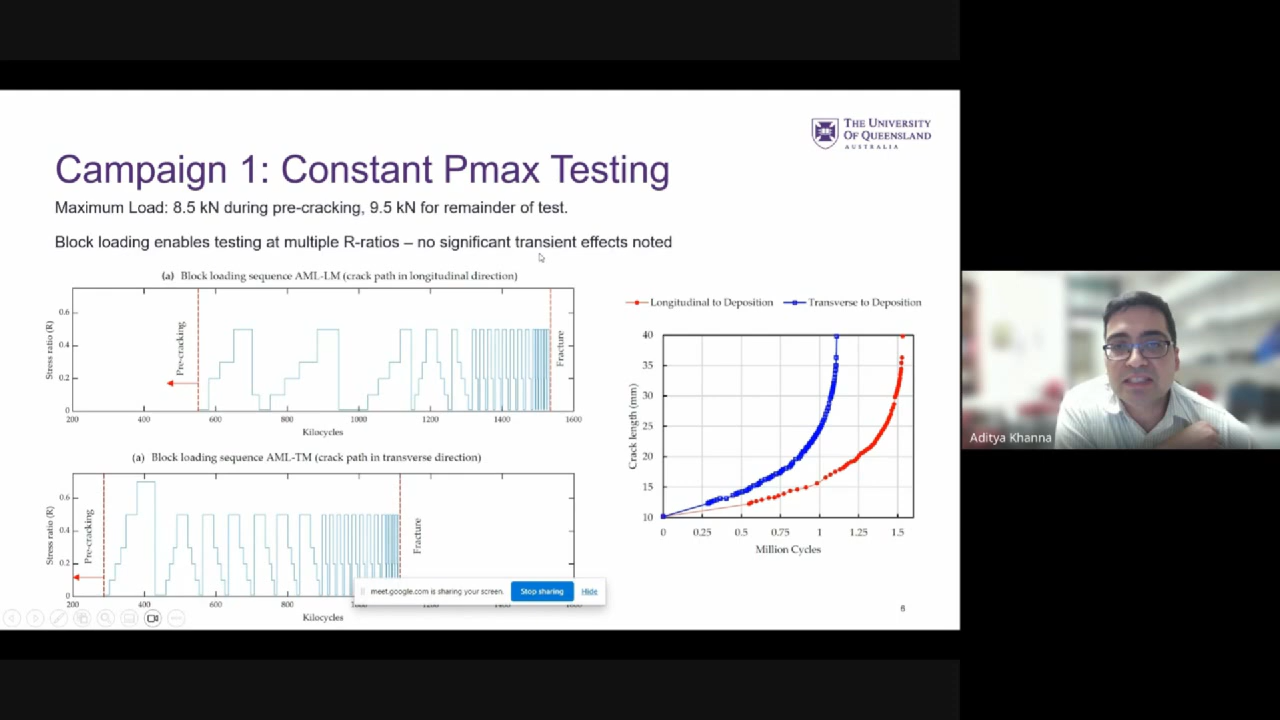 THE UNIVERSITY
OF QUEENSLAND
AUSTRALIA
Campaign 1: Constant Pmax Testing
Maximum Load: 8.5 kN during pre-cracking, 9.5 kN for remainder of test.
Block loading enables testing at multiple R-ratios – no significant transient effects noted
(a) Block loading sequence AML-LM (crack path in longitudinal direction)
Stress ratio (R)
0.6
0.4
0.2
0
Pre-cracking
Fracture
200 400 600 800 1000 1200 1400 1600
Kilocycles
(a) Block loading sequence AML-TM (crack path in transverse direction)
Stress ratio (R)
0.6
0.4
0.2
0
Pre-cracking
Fracture
200 400 600 800
Kilocycles
Longitudinal to Deposition Transverse to Deposition
Crack length (mm)
40
35
30
25
20
15
10
0 0.25 0.5 0.75 1 1.25 1.5
Million Cycles
meet.google.com is sharing your screen. Stop sharing Hide
6
Aditya Khanna